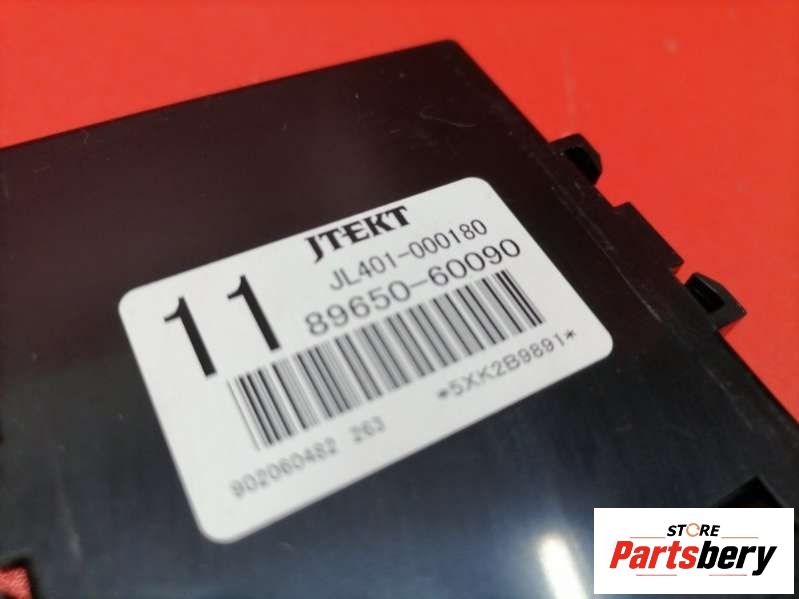 JTEKT
11
JL401-000180
89650-60090
*5XK2B9891*
902060482 263
STORE
Partsbery